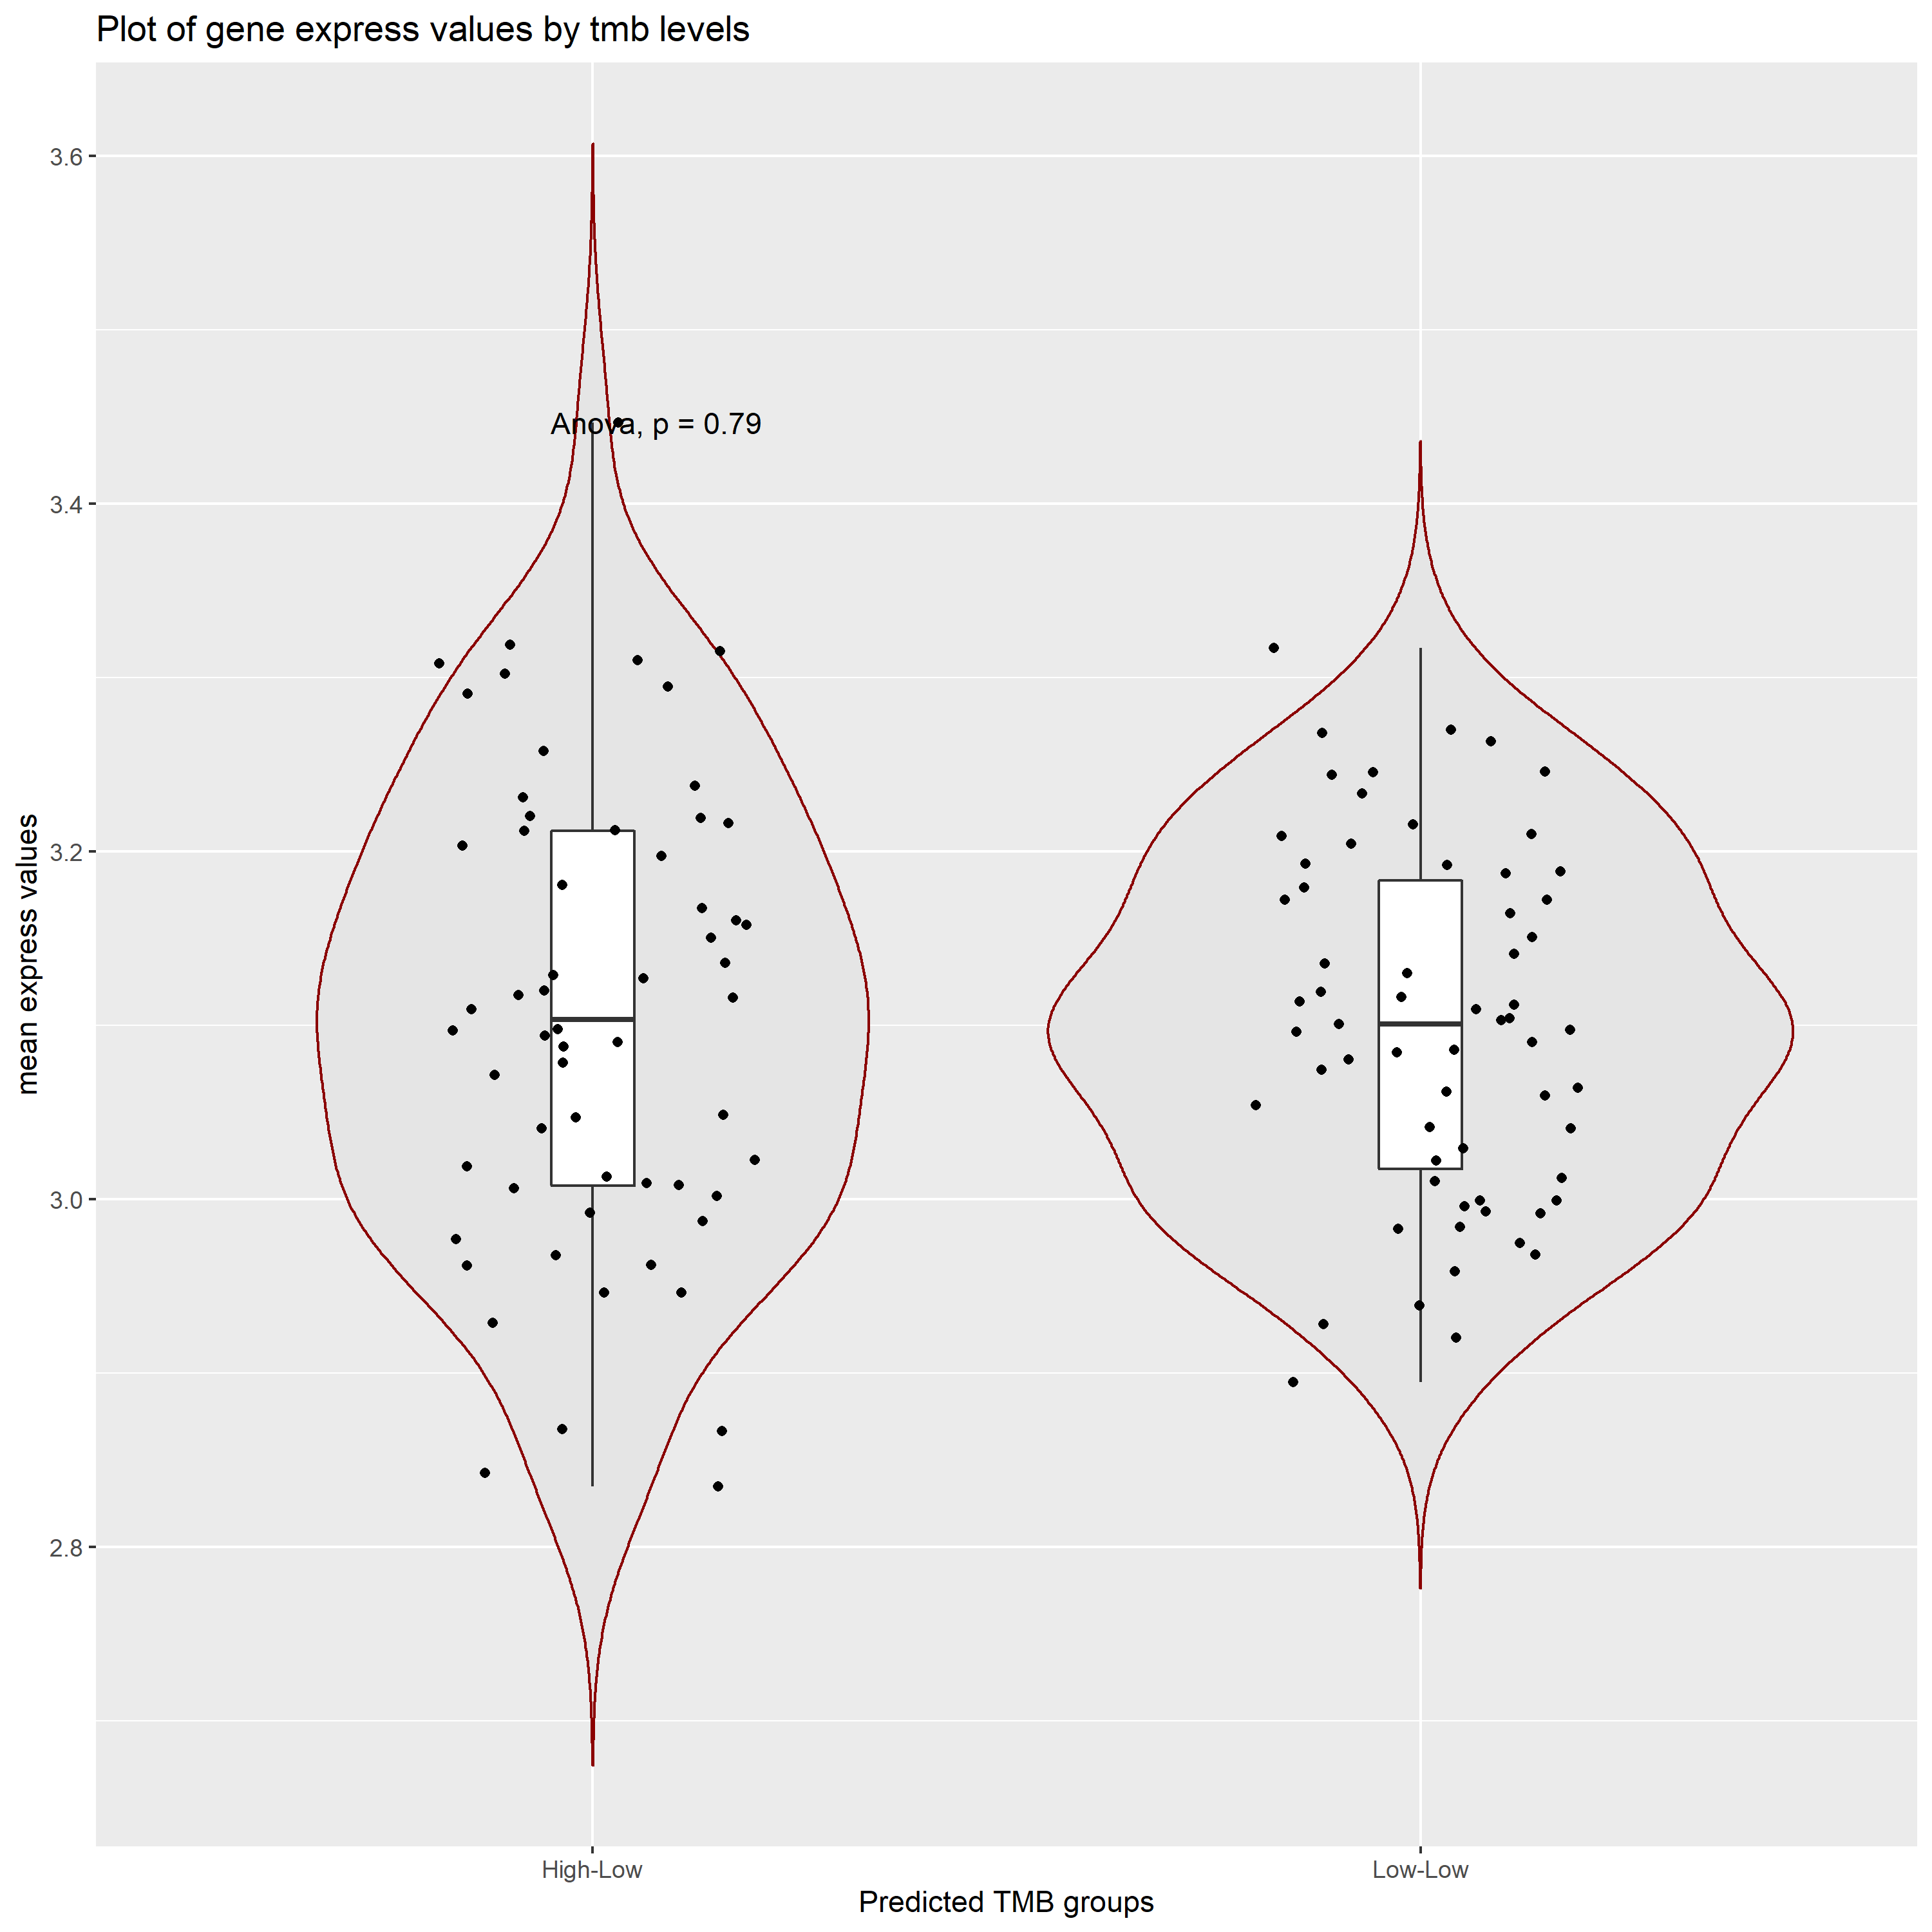 Plot of gene express values by tmb levels
3.6
Anova, p = 0.79
3.4
3.2
mean express values
3.0
2.8
High-Low
Low-Low
Predicted TMB groups